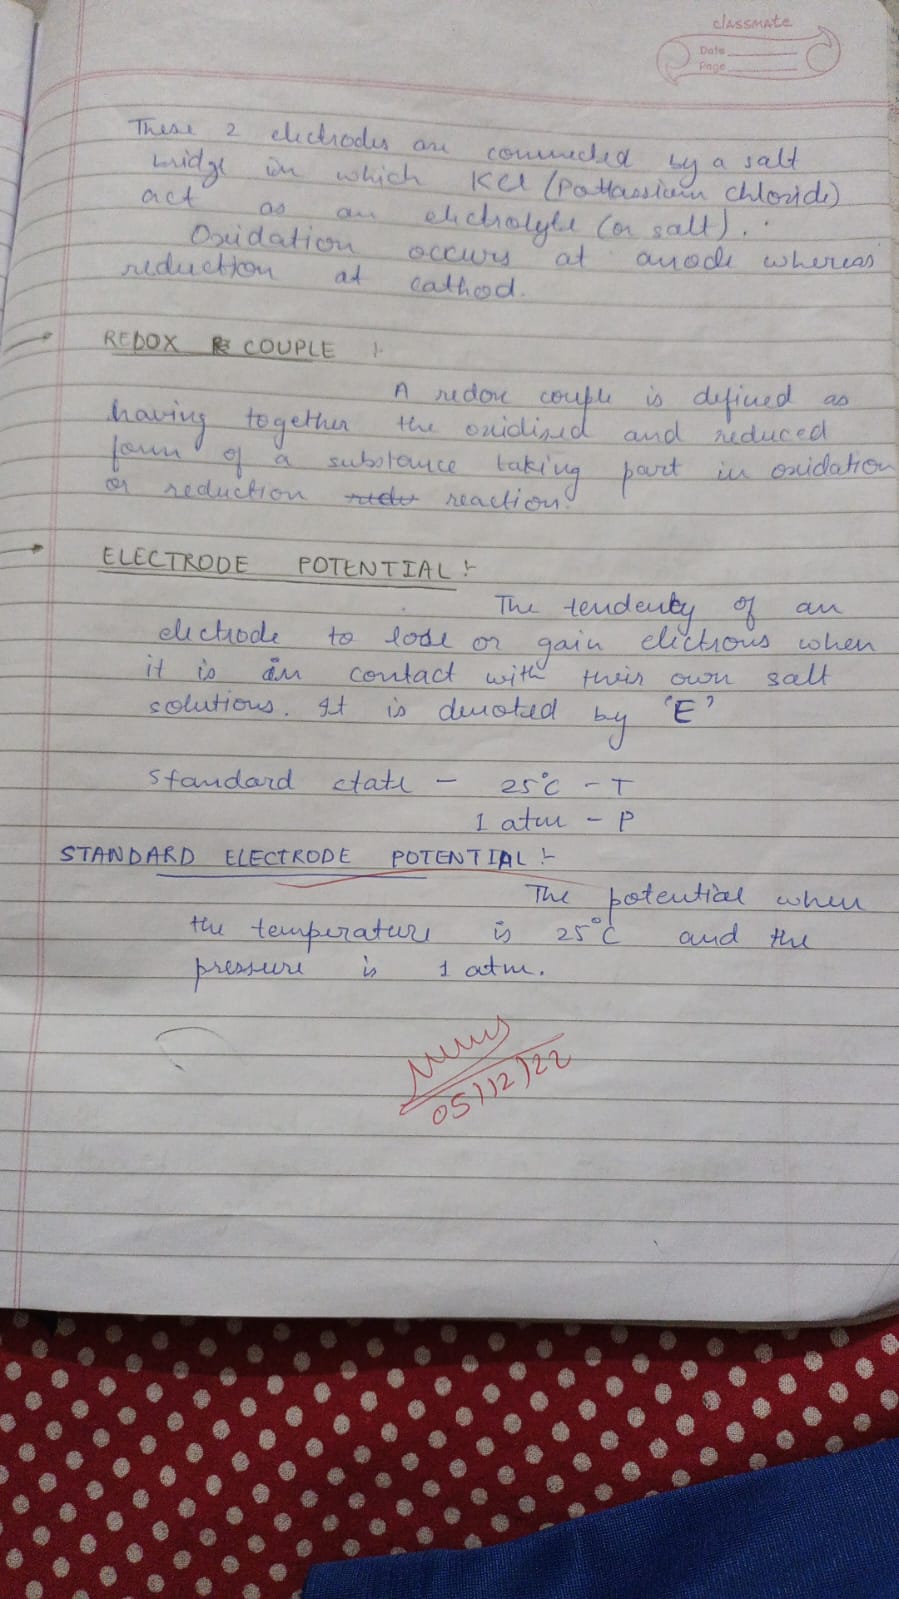 classmate
Date
Page
These 2 electrodes are connected by a salt
bridge in which KCl (Pottassium chloride)
act as an electrolyte (or salt).
Oxidation occurs at anode whereas
reduction at cathod.
REDOX COUPLE :-
A redox couple is defined as
having together the oxidised and reduced
form of a substance taking part in oxidation
or reduction reaction.
ELECTRODE POTENTIAL :-
The tendenty of an
electrode to lose or gain electrons when
it is in contact with their own salt
solutions. It is denoted by 'E'
Standard state - 25°C - T
1 atm - P
STANDARD ELECTRODE POTENTIAL :-
The potential when
the temperature is 25°C and the
pressure is 1 atm.
05/12/22